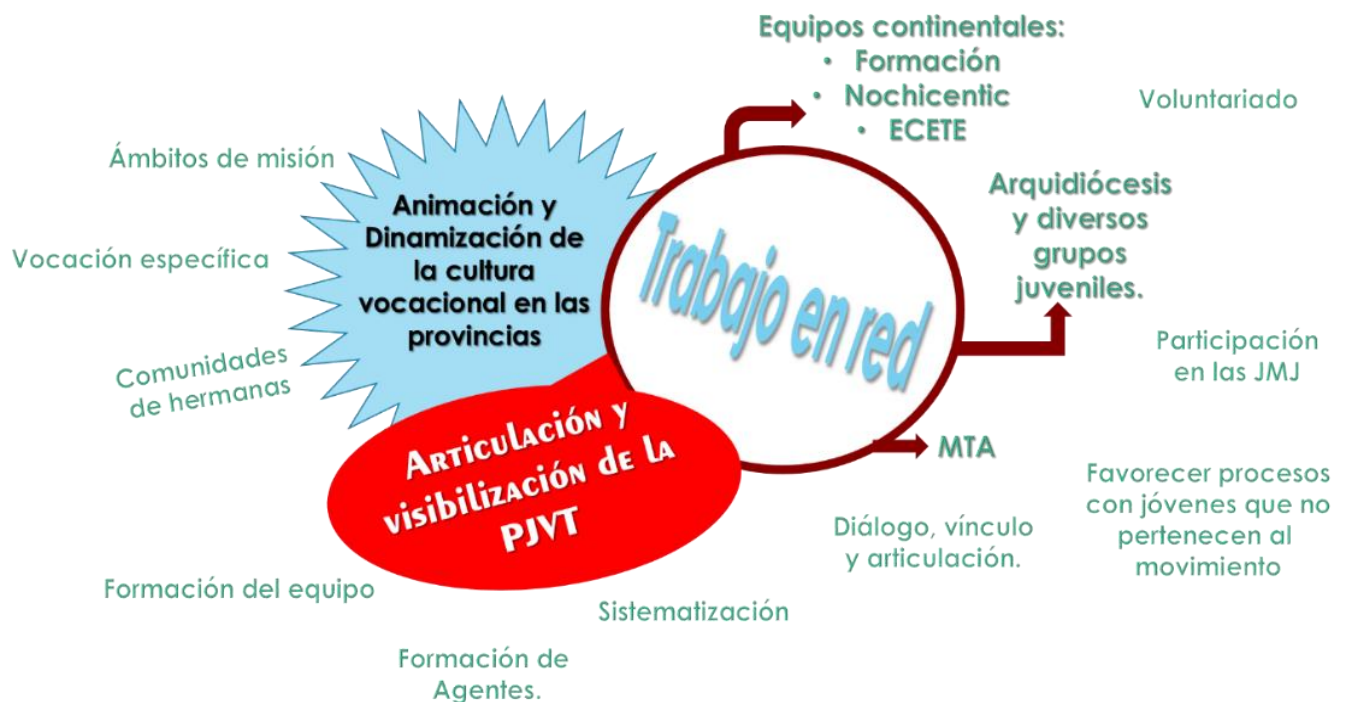 Equipos continentales:
• Formación
• Nochicentic
• ECETE
Voluntariado
Ámbitos de misión
Vocación específica
Comunidades
de hermanas
Animación y
Dinamización de
la cultura
vocacional en las
provincias
Trabajo en red
Arquidiócesis
y diversos
grupos
juveniles.
Participación
en las JMJ
MTA
Favorecer procesos
con jóvenes que no
pertenecen al
movimiento
Diálogo, vínculo
y articulación.
Articulación y
visibilización de la
PJVT
Formación del equipo
Sistematización
Formación de
Agentes.